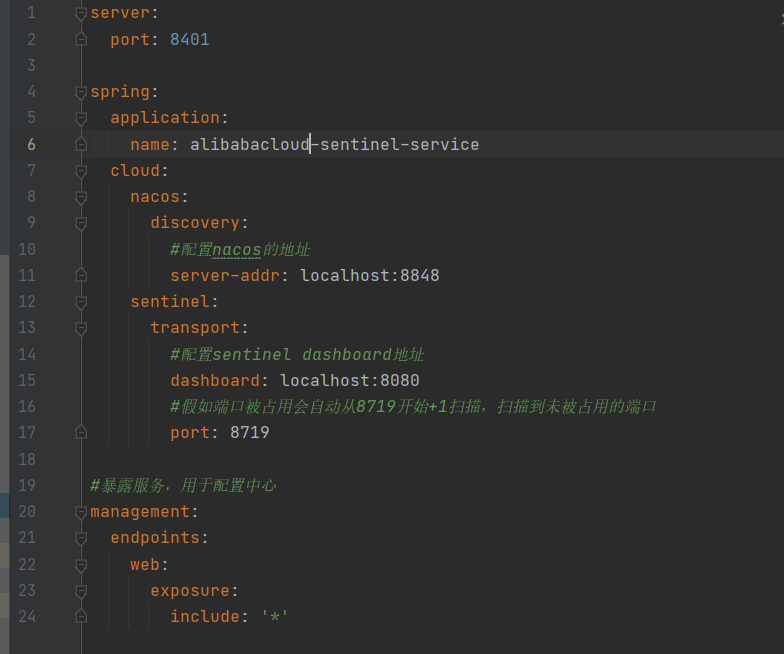 1 server:
2   port: 8401
3
4 spring:
5   application:
6     name: alibabacloud-sentinel-service
7   cloud:
8     nacos:
9       discovery:
10         #配置nacos的地址
11         server-addr: localhost:8848
12     sentinel:
13       transport:
14         #配置sentinel dashboard地址
15         dashboard: localhost:8080
16         #假如端口被占用会自动从8719开始+1扫描，扫描到未被占用的端口
17         port: 8719
18
19 #暴露服务，用于配置中心
20 management:
21   endpoints:
22     web:
23       exposure:
24         include: '*'